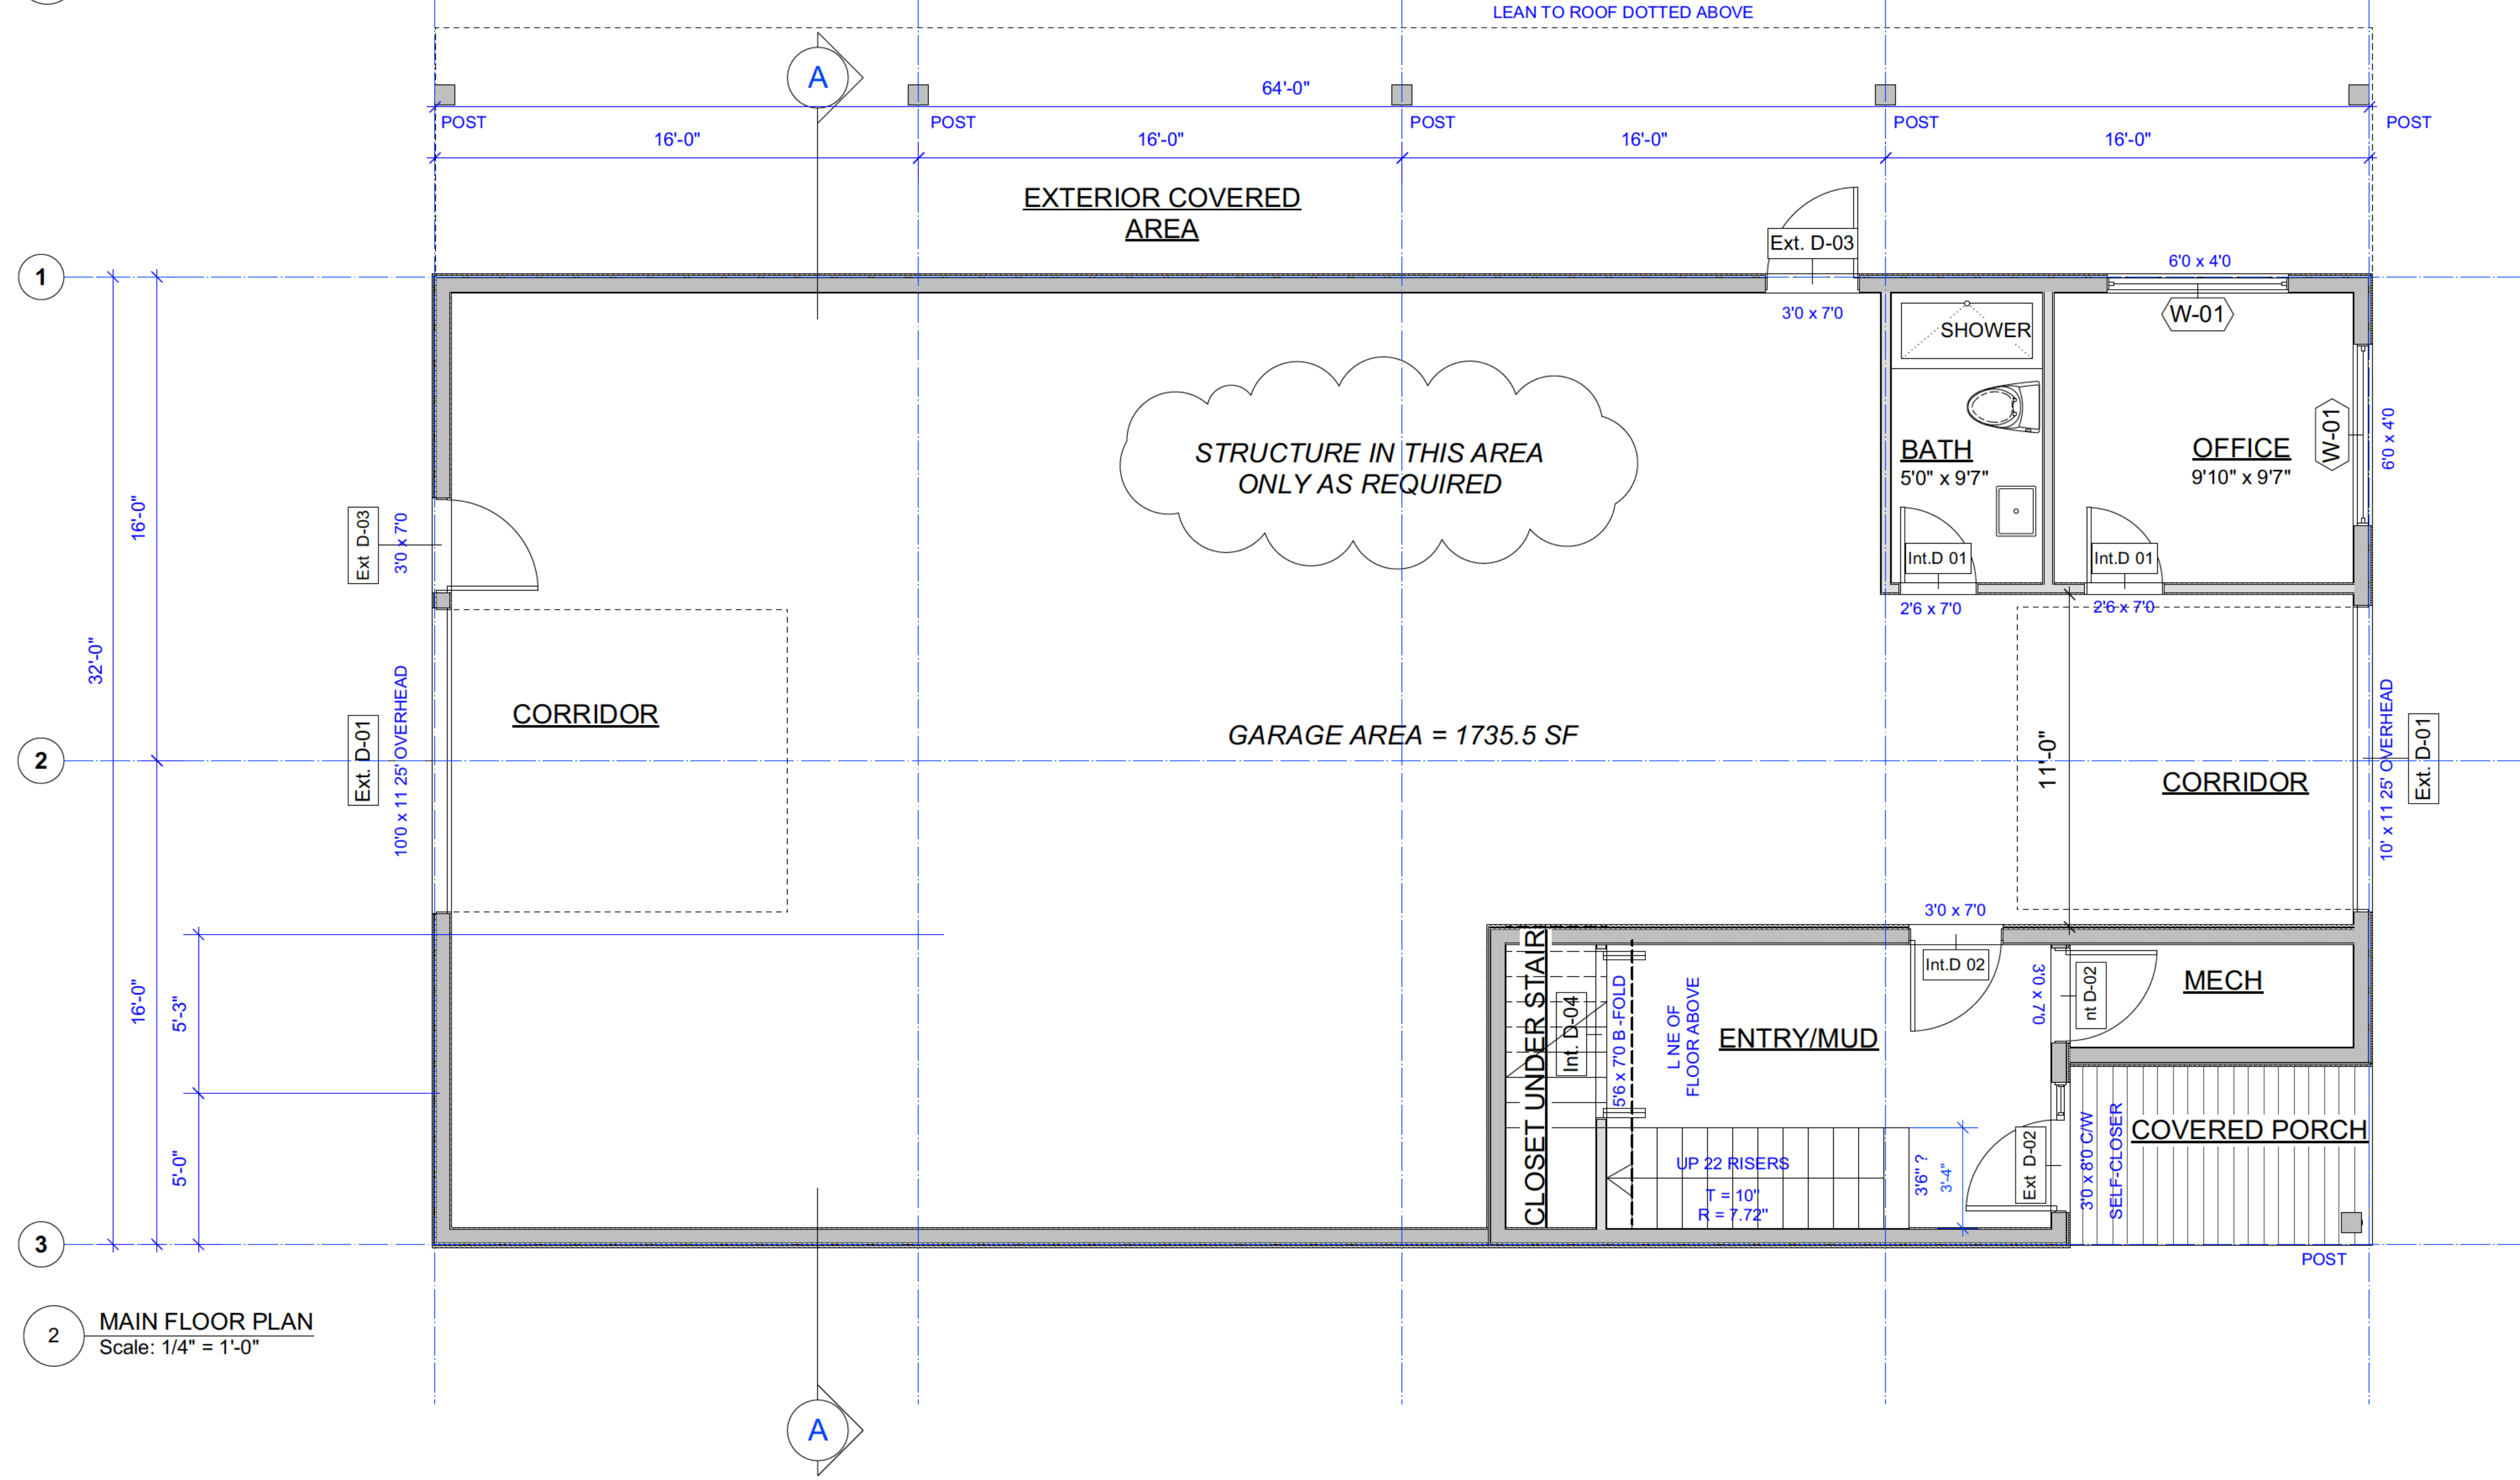 LEAN TO ROOF DOTTED ABOVE
A
64'-0"
POST
POST
POST
POST
POST
16'-0"
16'-0"
16'-0"
16'-0"
EXTERIOR COVERED
AREA
Ext. D-03
3'0 x 7'0
1
6'0 x 4'0
W-01
SHOWER
W-01
6'0 x 4'0
STRUCTURE IN THIS AREA
ONLY AS REQUIRED
BATH
5'0" x 9'7"
OFFICE
9'10" x 9'7"
16'-0"
Ext D-03
3'0 x 7'0
Int.D 01
Int.D 01
2'6 x 7'0
2'6 x 7'0
32'-0"
CORRIDOR
GARAGE AREA = 1735.5 SF
11'-0"
CORRIDOR
2
Ext. D-01
10'0 x 11 25' OVERHEAD
10' x 11 25' OVERHEAD
Ext. D-01
3'0 x 7'0
Int.D 02
16'-0"
5'-3"
5'-0"
CLOSET UNDER STAIR
Int. D-04
5'6 x 7'0 B -FOLD
L NE OF
FLOOR ABOVE
ENTRY/MUD
3'0 x 7'0
nt D-02
MECH
UP 22 RISERS
T = 10"
R = 7.72"
3'6" ?
3'-4"
Ext D-02
3'0 x 8'0 C/W
SELF-CLOSER
COVERED PORCH
3
POST
2
MAIN FLOOR PLAN
Scale: 1/4" = 1'-0"
A